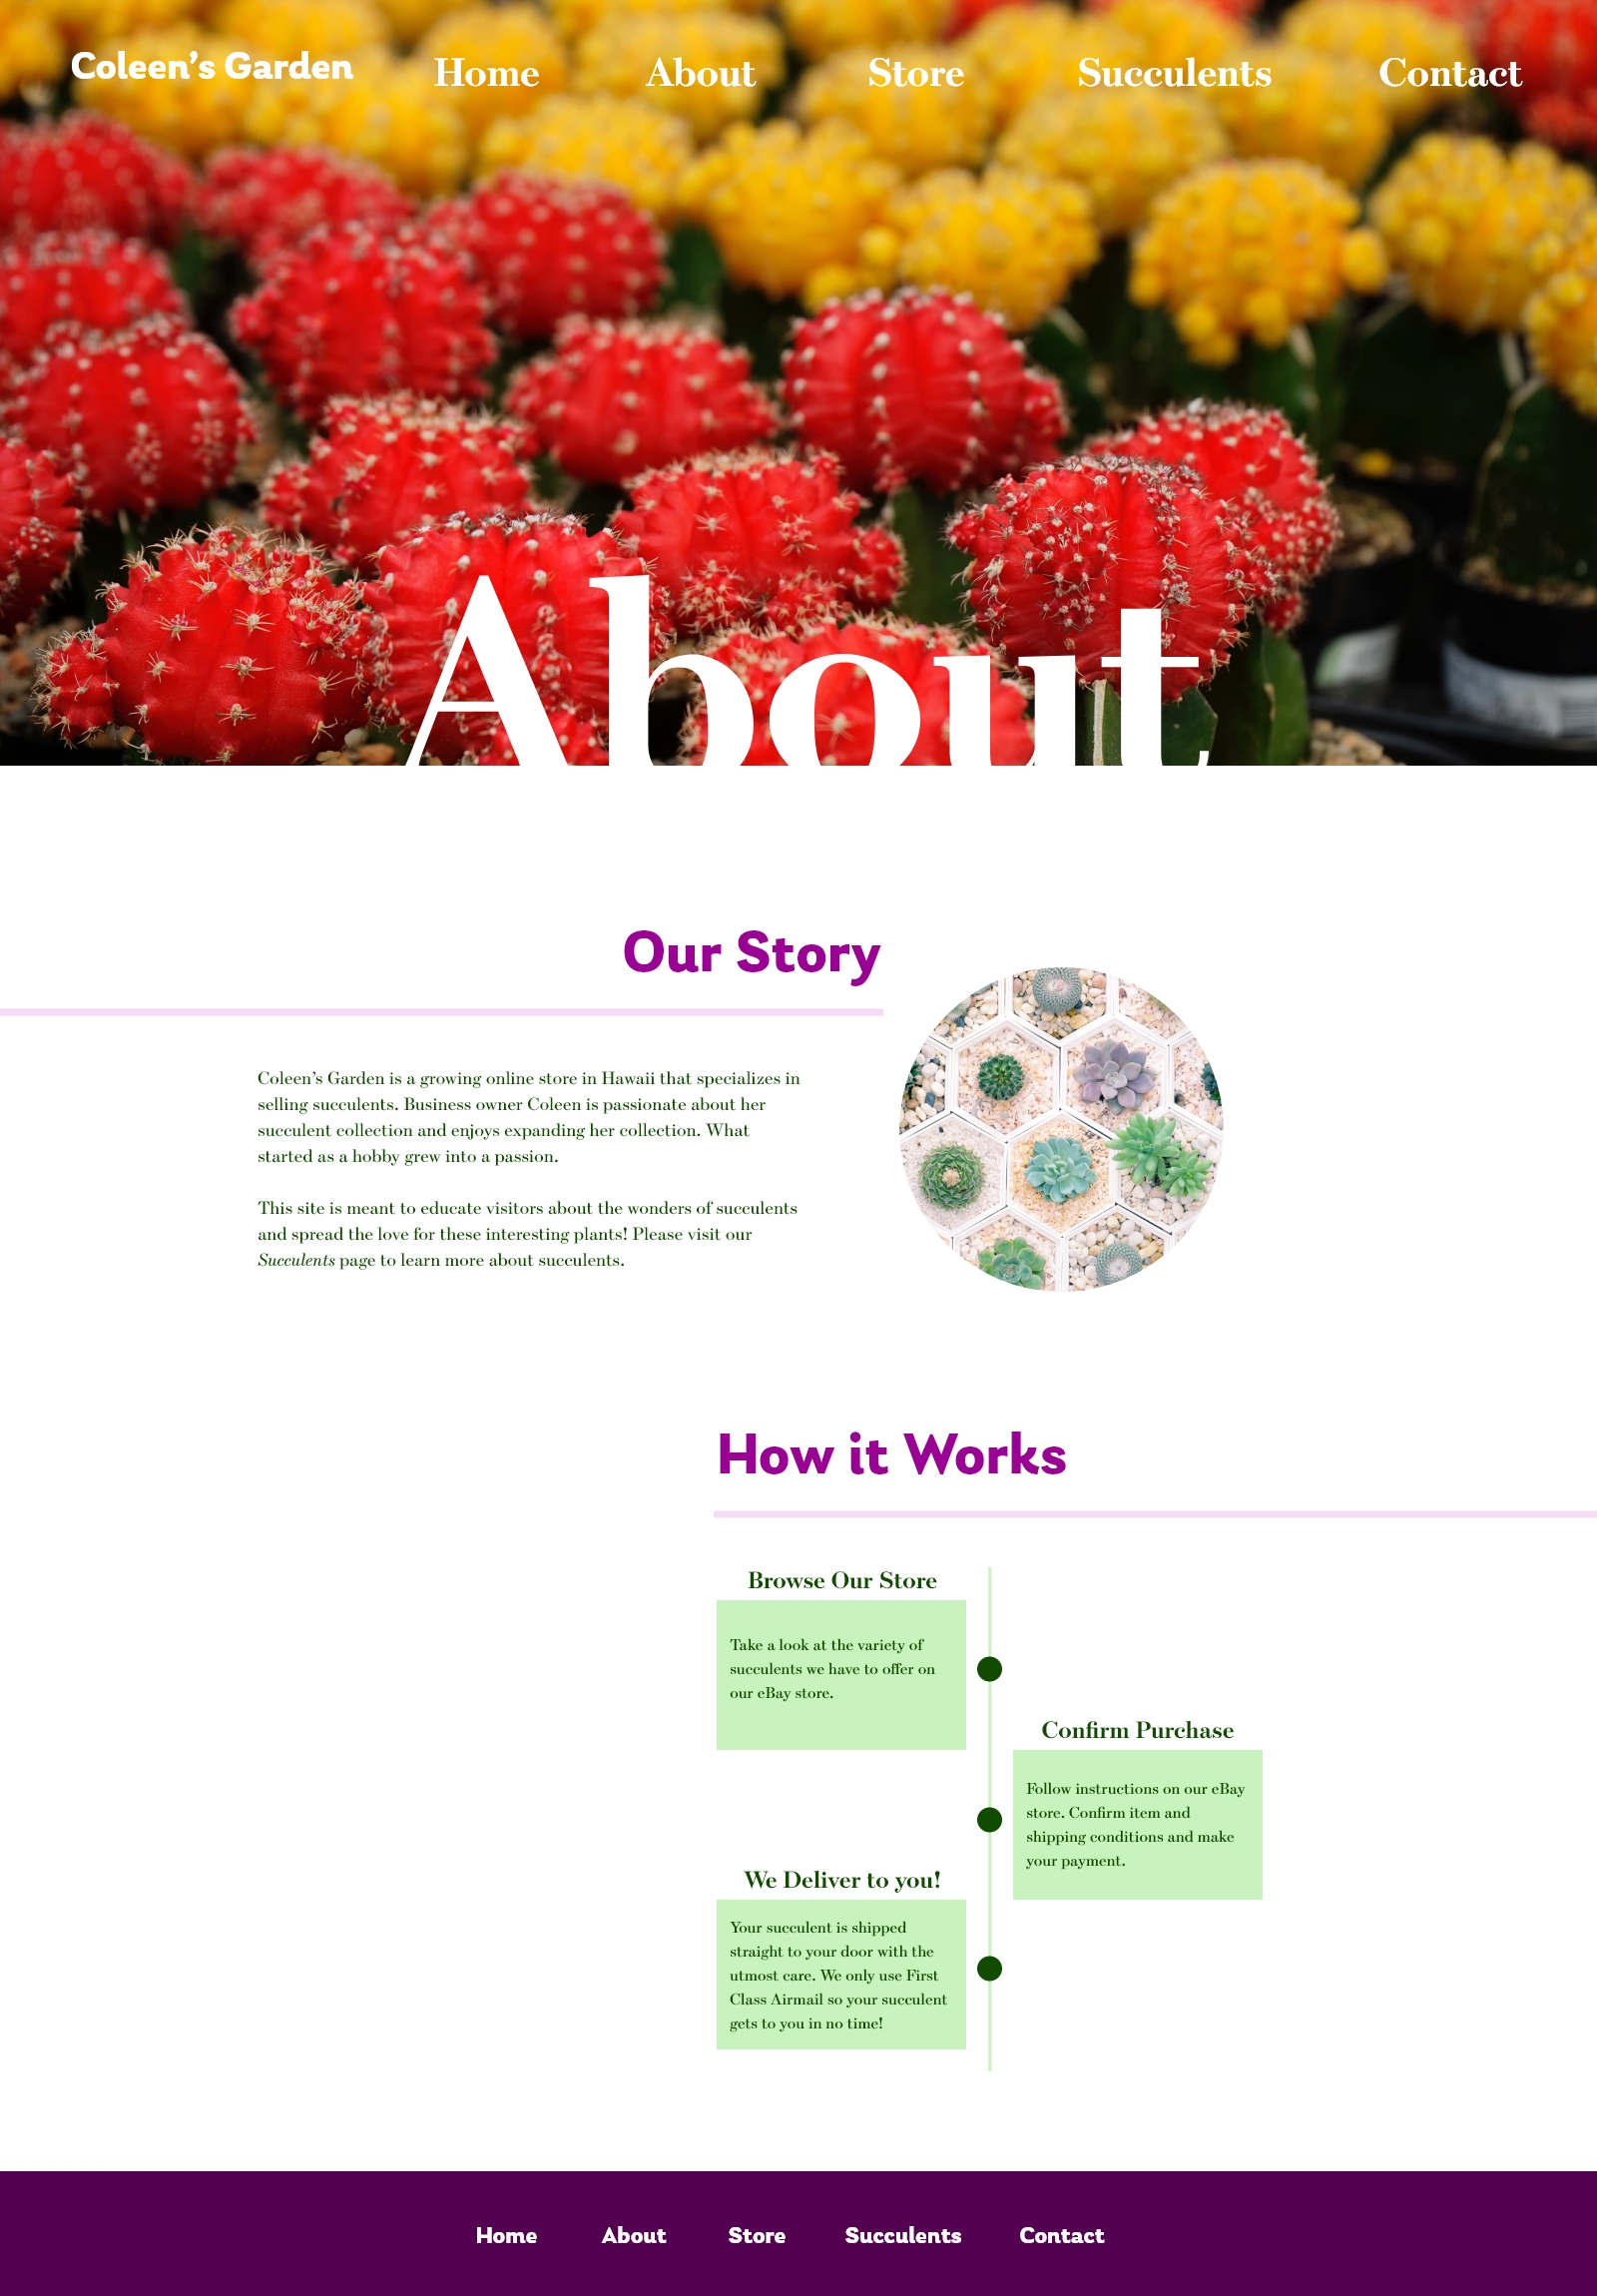 Coleen's Garden Home About Store Succulents Contact
About
Our Story
Coleen's Garden is a growing online store in Hawaii that specializes in
selling succulents. Business owner Coleen is passionate about her
succulent collection and enjoys expanding her collection. What
started as a hobby grew into a passion.
This site is meant to educate visitors about the wonders of succulents
and spread the love for these interesting plants! Please visit our
Succulents page to learn more about succulents.
How it Works
Browse Our Store
Take a look at the variety of
succulents we have to offer on
our eBay store.
Confirm Purchase
Follow instructions on our eBay
store. Confirm item and
shipping conditions and make
your payment.
We Deliver to you!
Your succulent is shipped
straight to your door with the
utmost care. We only use First
Class Airmail so your succulent
gets to you in no time!
Home About Store Succulents Contact